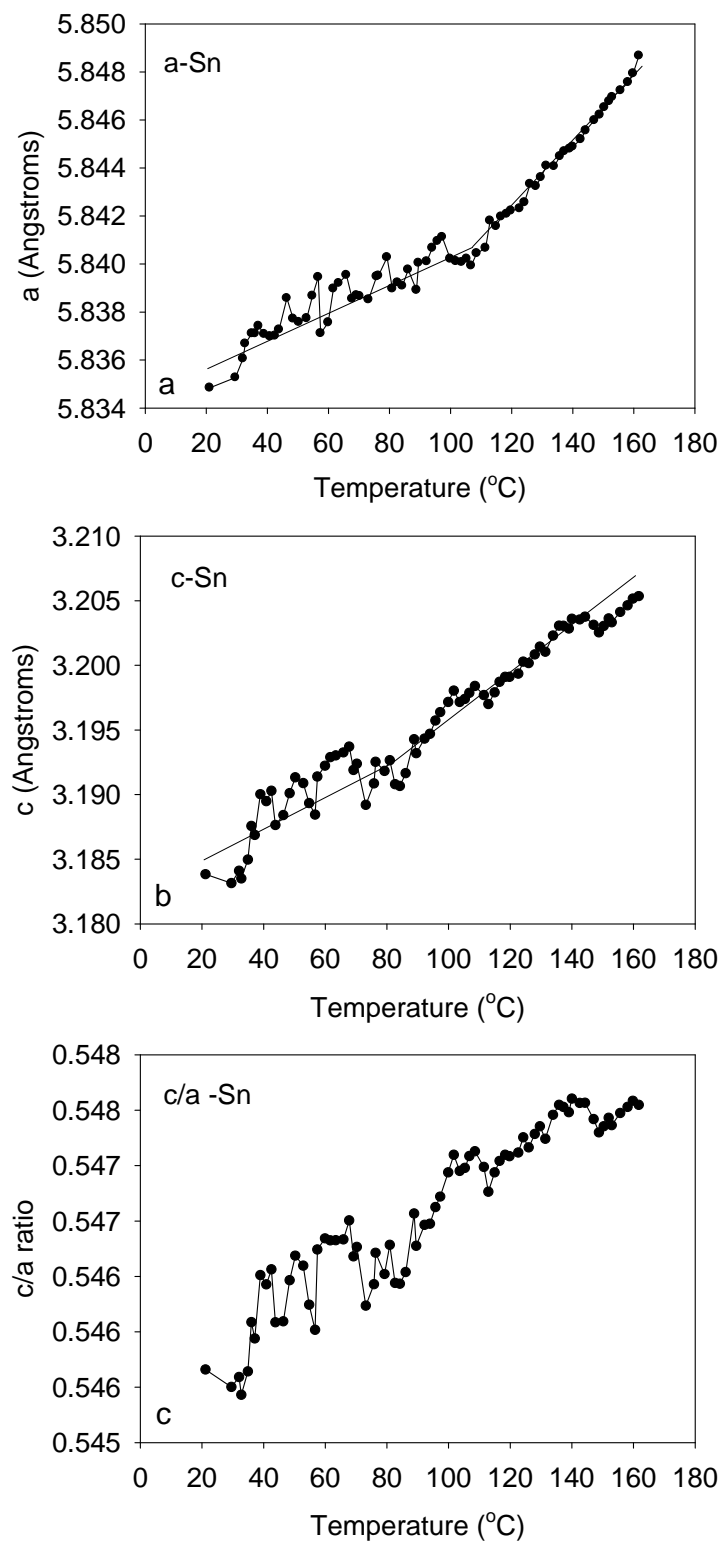 5.850
a-Sn
5.848
5.846
5.844
5.842
5.840
5.838
5.836
5.834
a (Angstroms)
a
0 20 40 60 80 100 120 140 160 180
Temperature (°C)
3.210
c-Sn
3.205
3.200
3.195
3.190
3.185
3.180
c (Angstroms)
b
0 20 40 60 80 100 120 140 160 180
Temperature (°C)
0.548
c/a -Sn
0.548
0.547
0.547
0.546
0.546
0.546
0.545
c/a ratio
c
0 20 40 60 80 100 120 140 160 180
Temperature (°C)